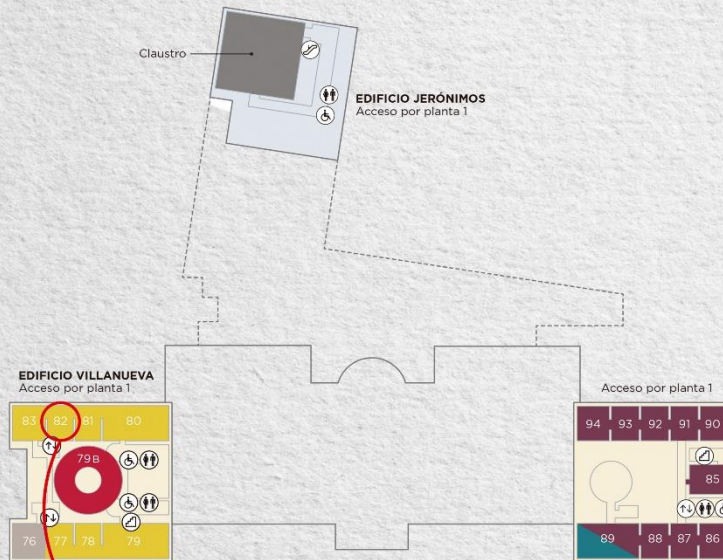 Claustro
EDIFICIO JERÓNIMOS
Acceso por planta 1
EDIFICIO VILLANUEVA
Acceso por planta 1
83 82 81 80
79B
76 77 78 79
Acceso por planta 1
94 93 92 91 90
85
89 88 87 86